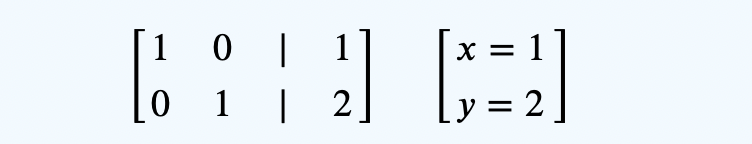 1 0 | 1 x = 1
0 1 | 2 y = 2